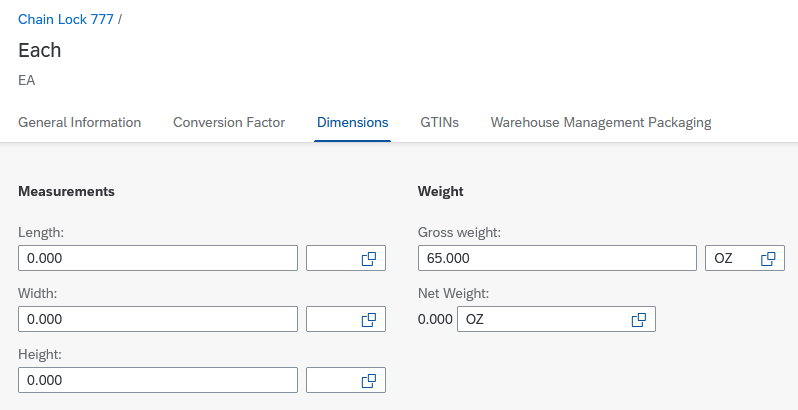 Chain Lock 777 /
Each
EA
General Information Conversion Factor Dimensions GTINs Warehouse Management Packaging
Measurements
Length:
0.000
Width:
0.000
Height:
0.000
Weight
Gross weight:
65.000 OZ
Net Weight:
0.000 OZ